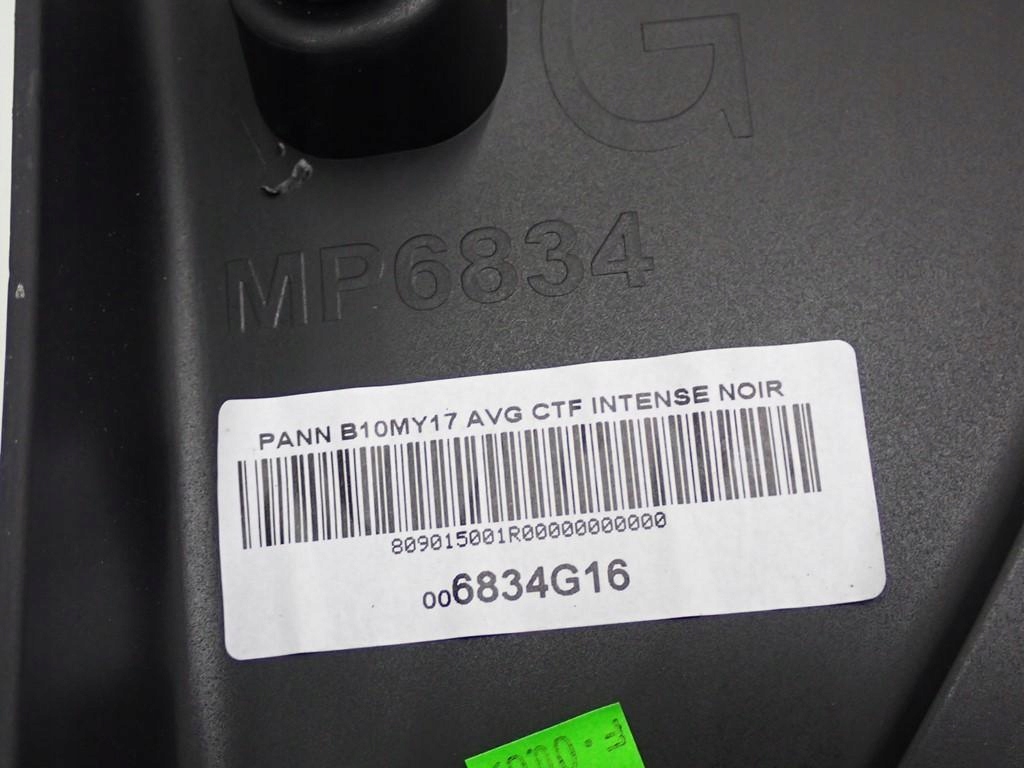 G
MP6834
PANN B10MY17 AVG CTF INTENSE NOIR
809015001R00000000000
006834G16